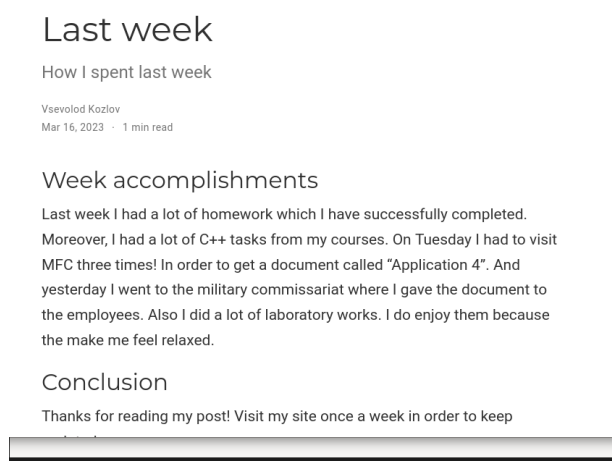 Last week
How I spent last week
Vsevolod Kozlov
Mar 16, 2023 · 1 min read
Week accomplishments
Last week I had a lot of homework which I have successfully completed.
Moreover, I had a lot of C++ tasks from my courses. On Tuesday I had to visit
MFC three times! In order to get a document called “Application 4”. And
yesterday I went to the military commissariat where I gave the document to
the employees. Also I did a lot of laboratory works. I do enjoy them because
the make me feel relaxed.
Conclusion
Thanks for reading my post! Visit my site once a week in order to keep